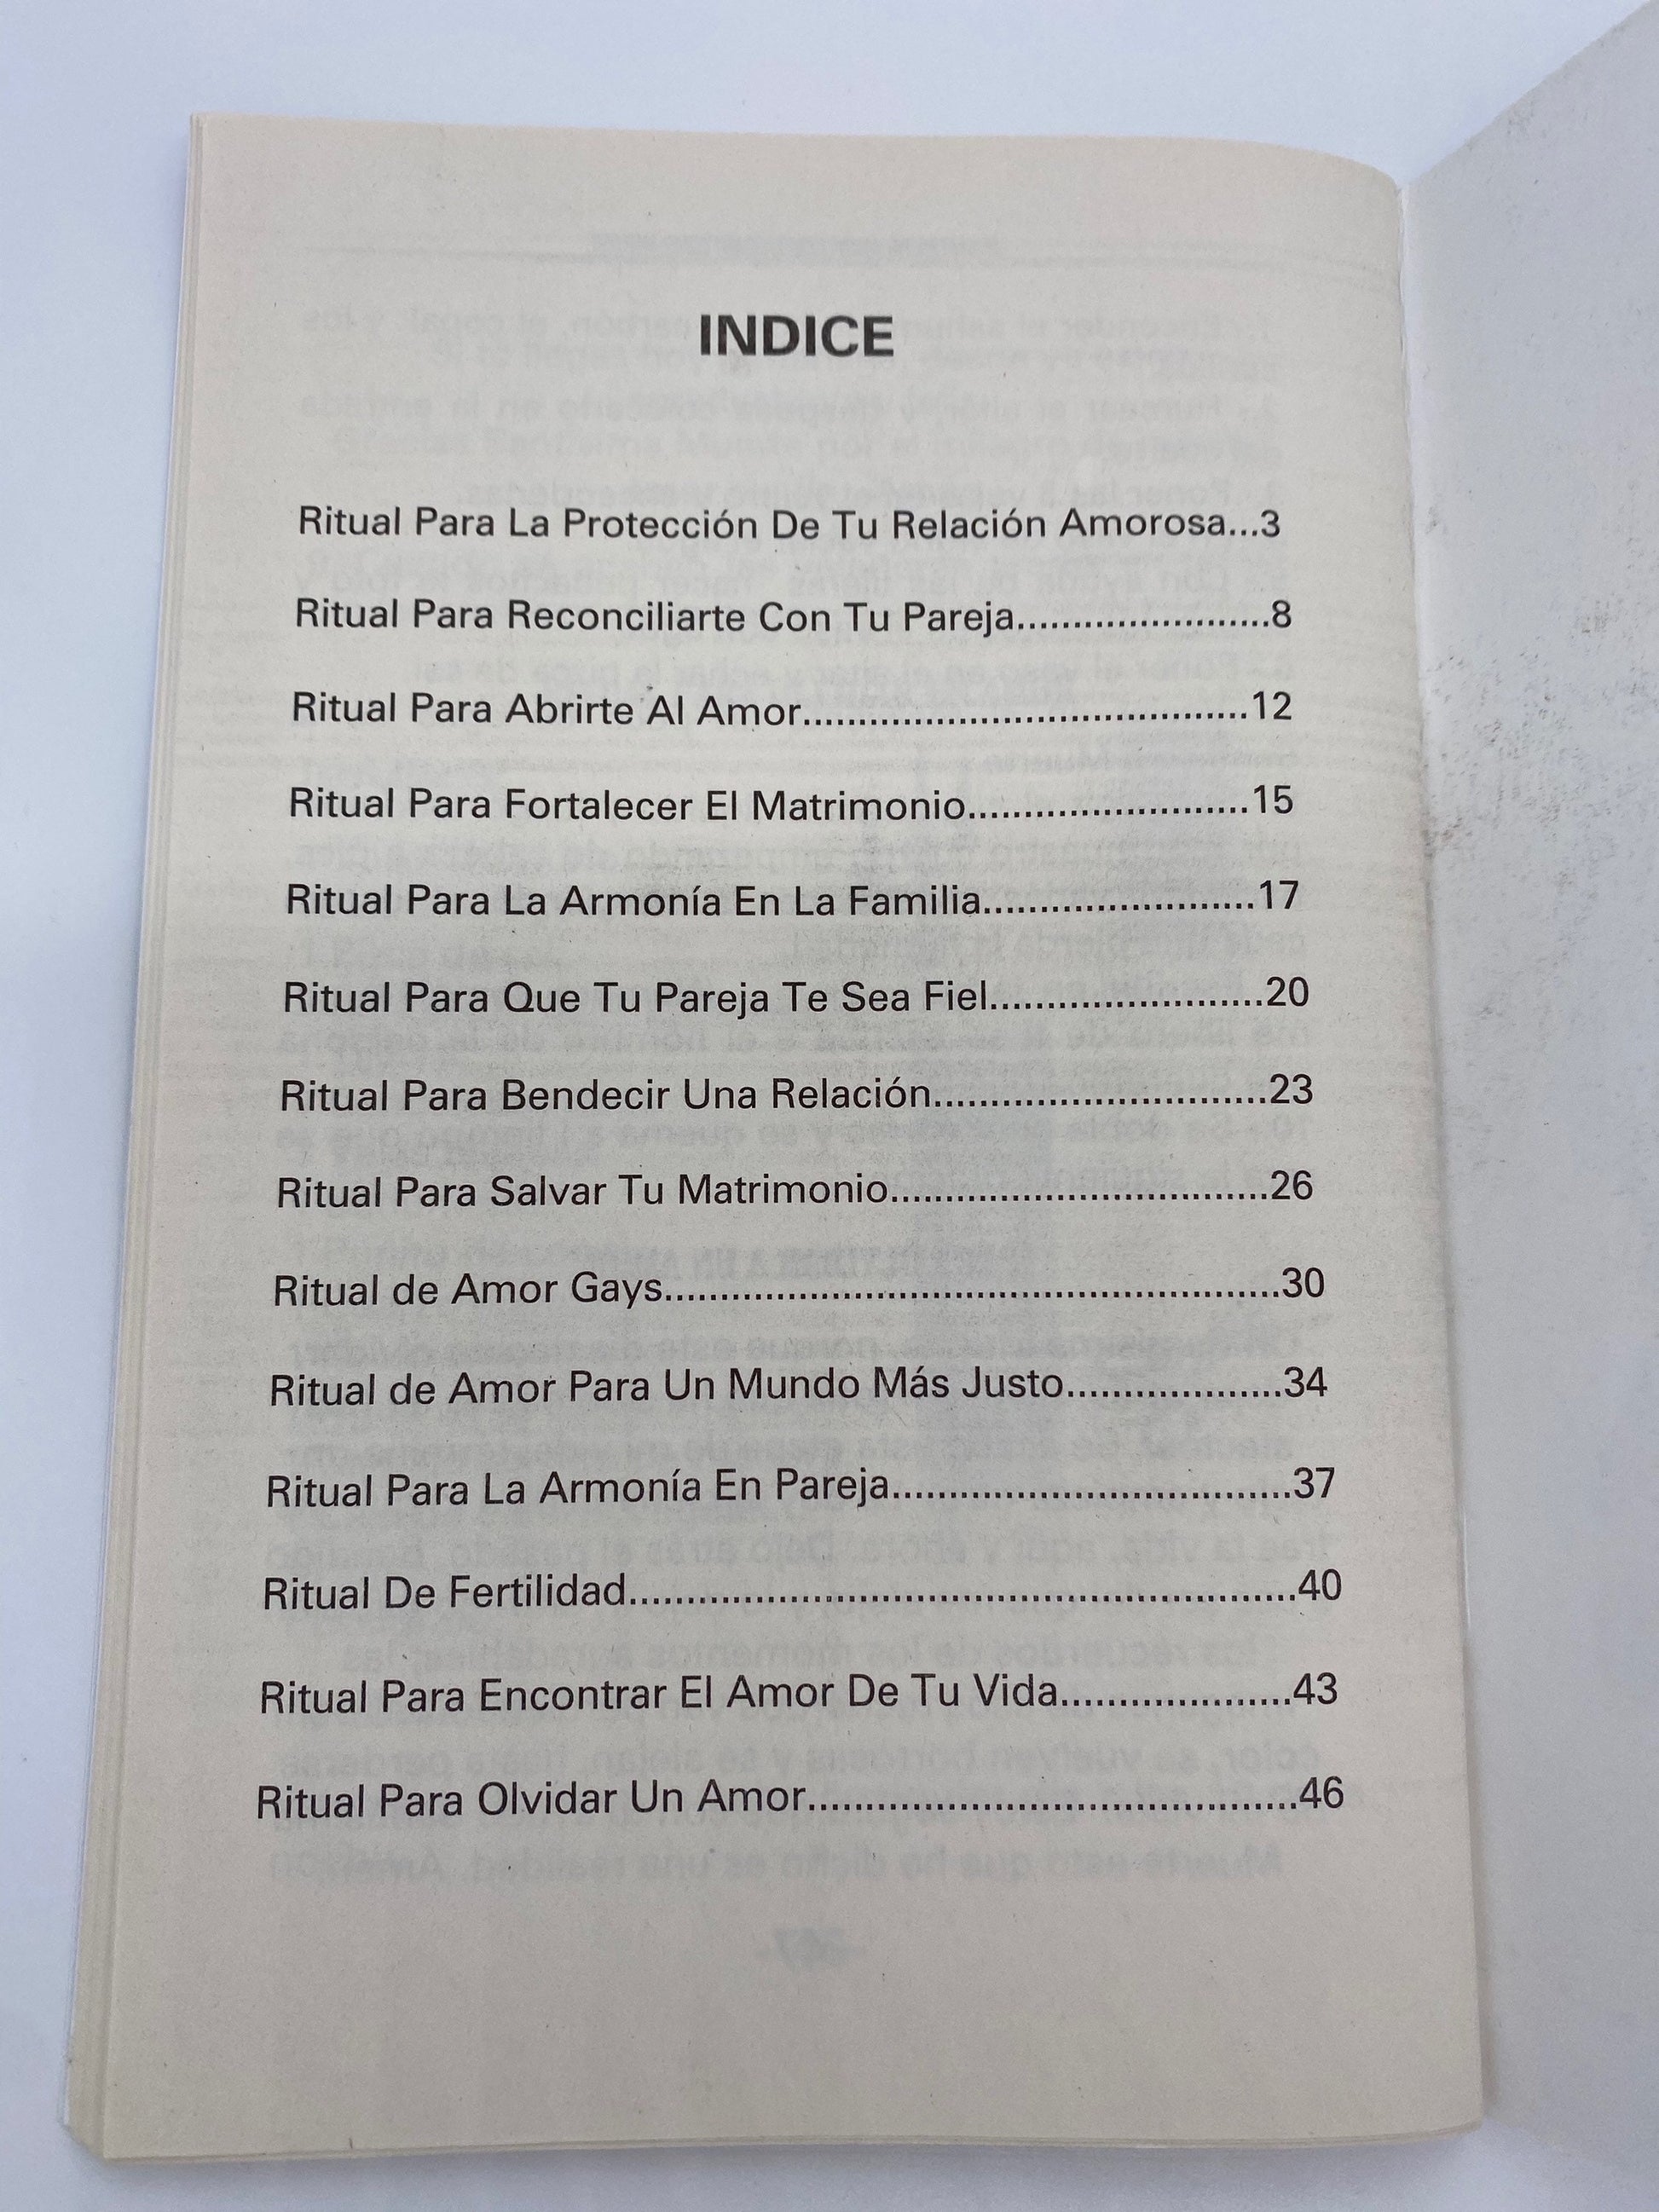 INDICE
Ritual Para La Protección De Tu Relación Amorosa...3
Ritual Para Reconciliarte Con Tu Pareja.......................8
Ritual Para Abrirte Al Amor........................................12
Ritual Para Fortalecer El Matrimonio.........................15
Ritual Para La Armonía En La Familia........................17
Ritual Para Que Tu Pareja Te Sea Fiel.........................20
Ritual Para Bendecir Una Relación..............................23
Ritual Para Salvar Tu Matrimonio..................................26
Ritual de Amor Gays.......................................................30
Ritual de Amor Para Un Mundo Más Justo...................34
Ritual Para La Armonía En Pareja....................................37
Ritual De Fertilidad............................................................40
Ritual Para Encontrar El Amor De Tu Vida.....................43
Ritual Para Olvidar Un Amor............................................46